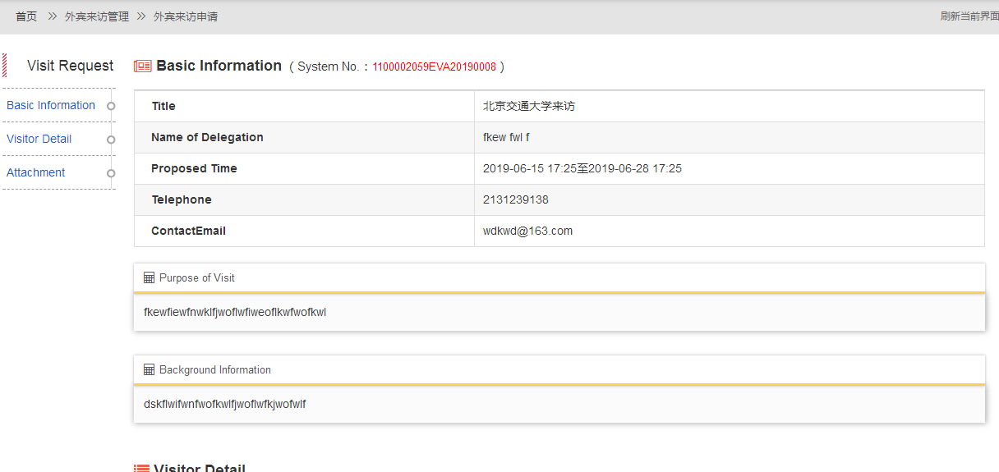 首页 >> 外宾来访管理 >> 外宾来访申请
刷新当前界面
Visit Request
Basic Information
Visitor Detail
Attachment
Basic Information ( System No. : 1100002059EVA20190008 )
Title 北京交通大学来访
Name of Delegation fkew fwl f
Proposed Time 2019-06-15 17:25至2019-06-28 17:25
Telephone 2131239138
ContactEmail wdkwd@163.com
Purpose of Visit
fkewfiewfnwklfjwoflwfiweoflkwfwofkwl
Background Information
dskflwifwnfwofkwlfjwoflwfkjwofwlf
Visitor Detail